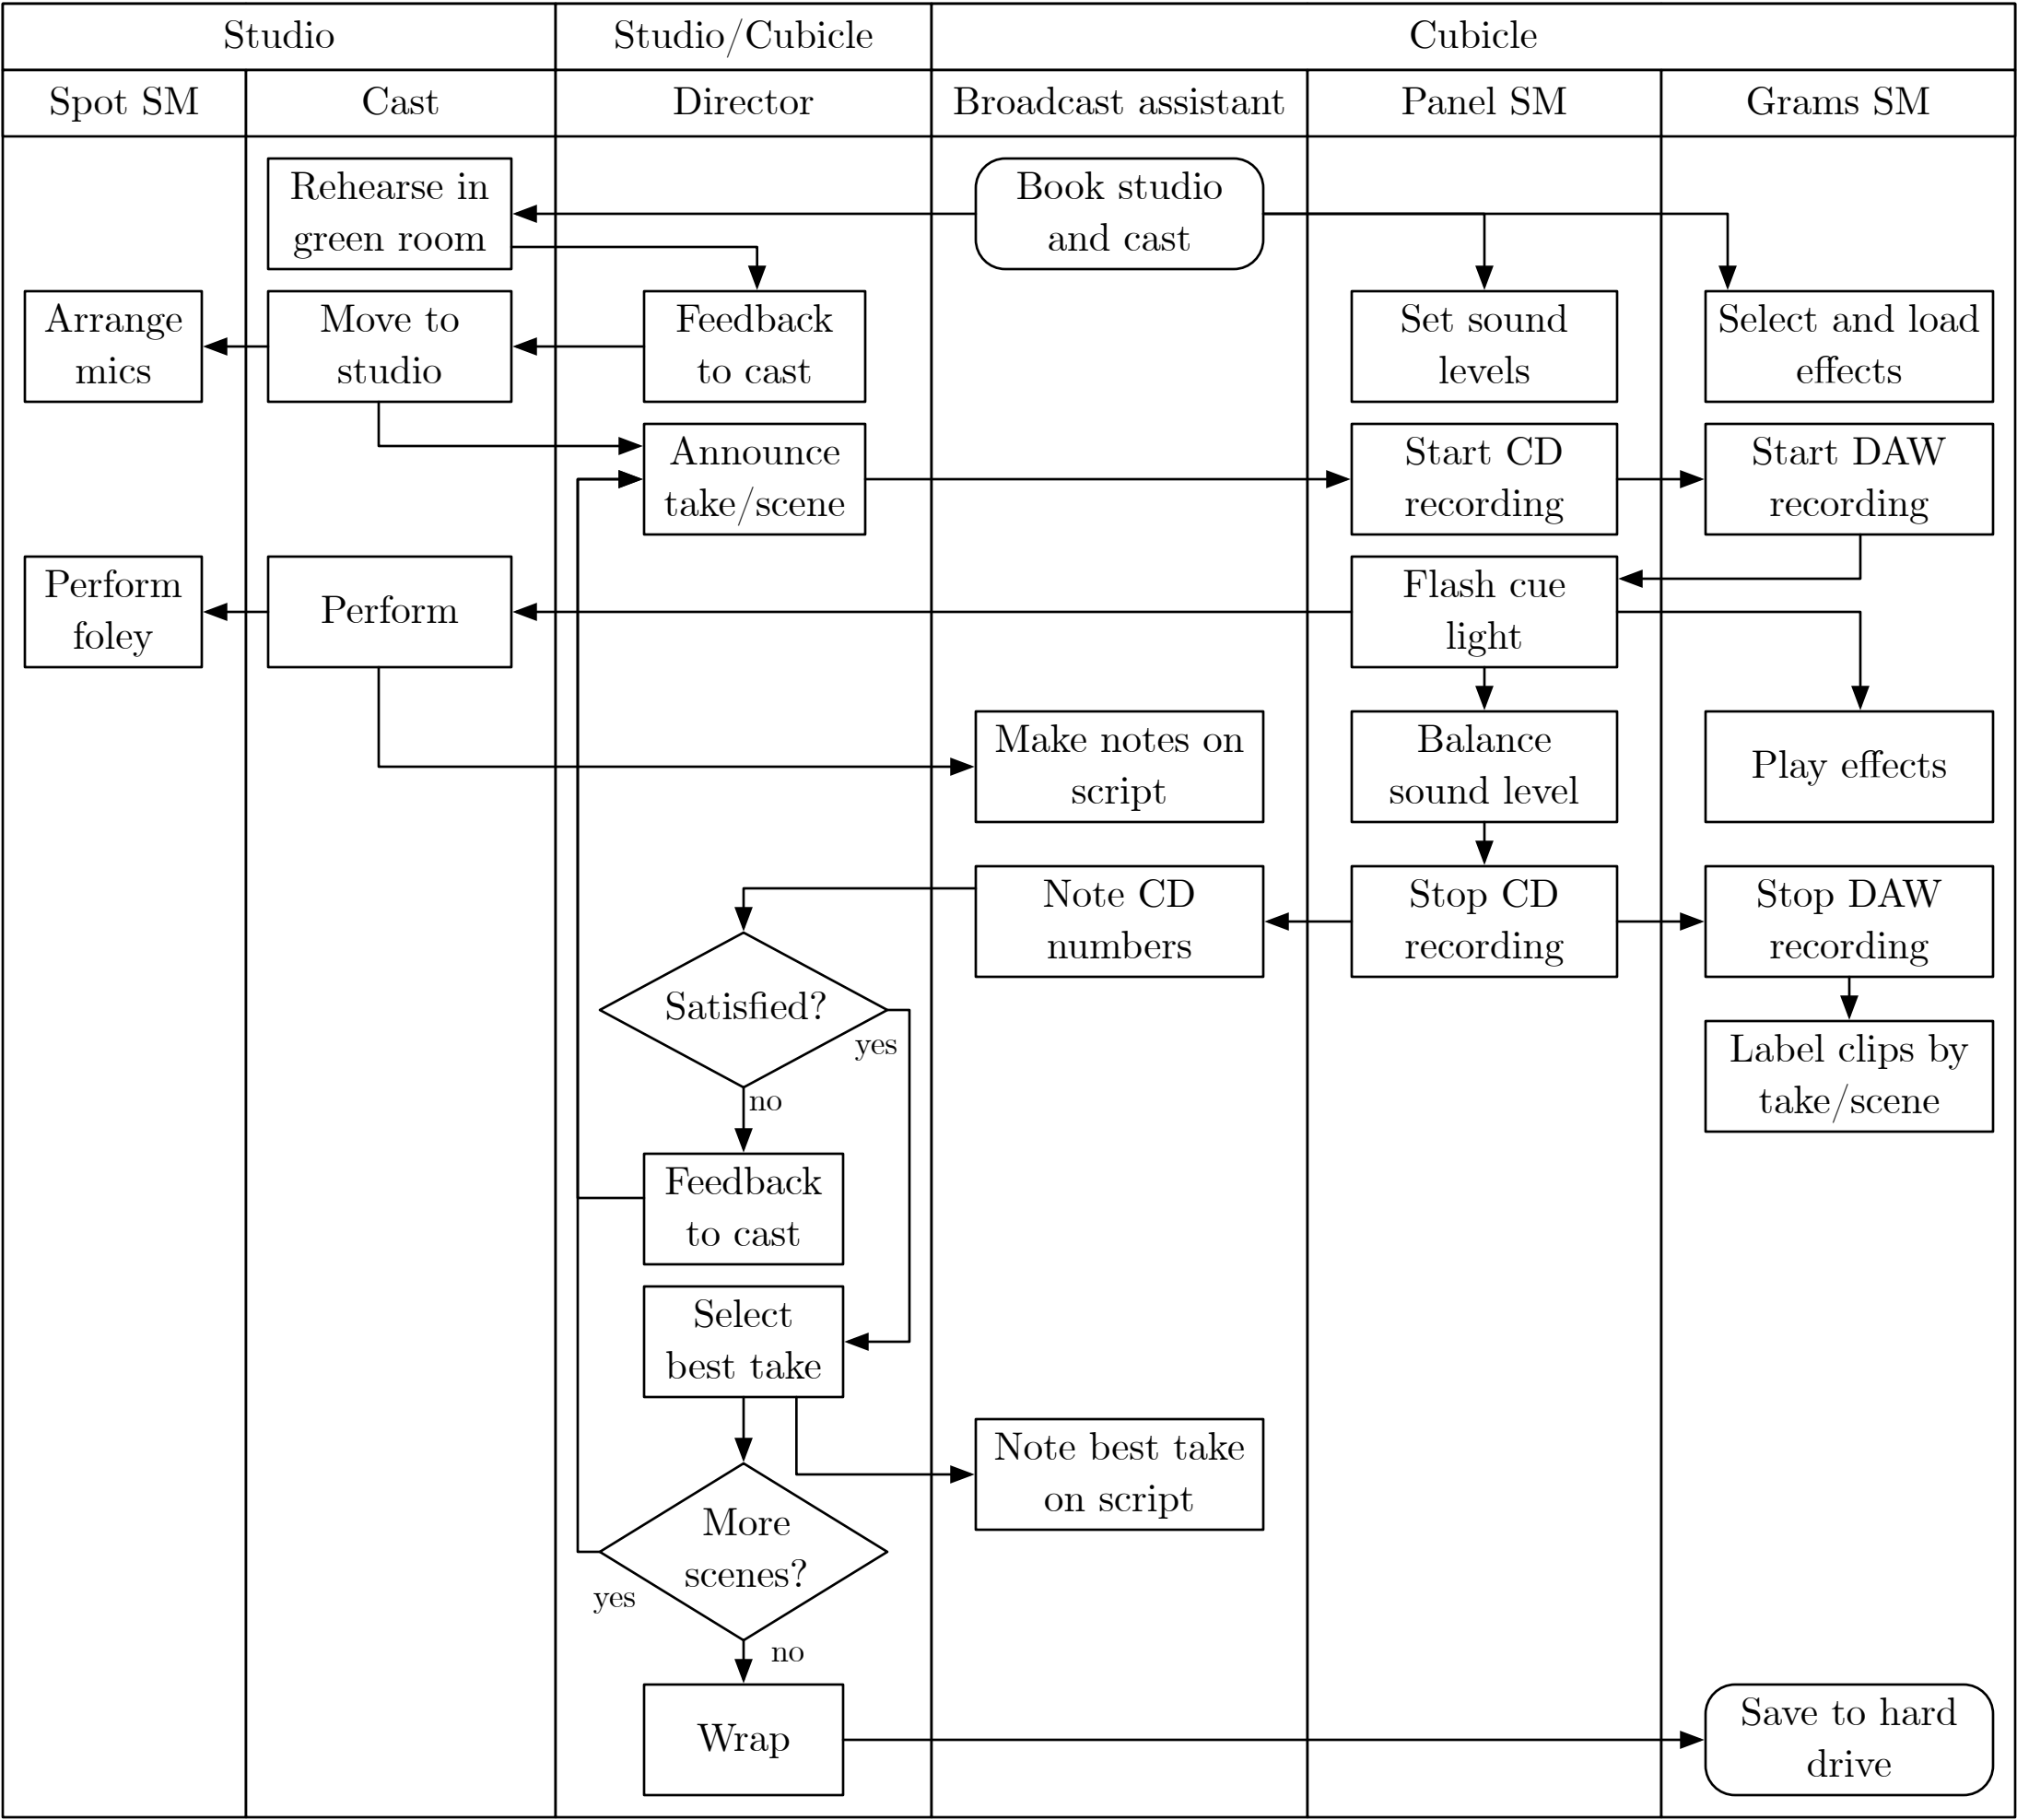 Studio
Studio/Cubicle
Cubicle
Spot SM
Cast
Director
Broadcast assistant
Panel SM
Grams SM
Rehearse in
green room
Book studio
and cast
Arrange
mics
Move to
studio
Feedback
to cast
Set sound
levels
Select and load
effects
Announce
take/scene
Start CD
recording
Start DAW
recording
Perform
foley
Perform
Flash cue
light
Make notes on
script
Balance
sound level
Play effects
Note CD
numbers
Stop CD
recording
Stop DAW
recording
Satisfied?
yes
no
Label clips by
take/scene
Feedback
to cast
Select
best take
Note best take
on script
More
scenes?
yes
no
Wrap
Save to hard
drive